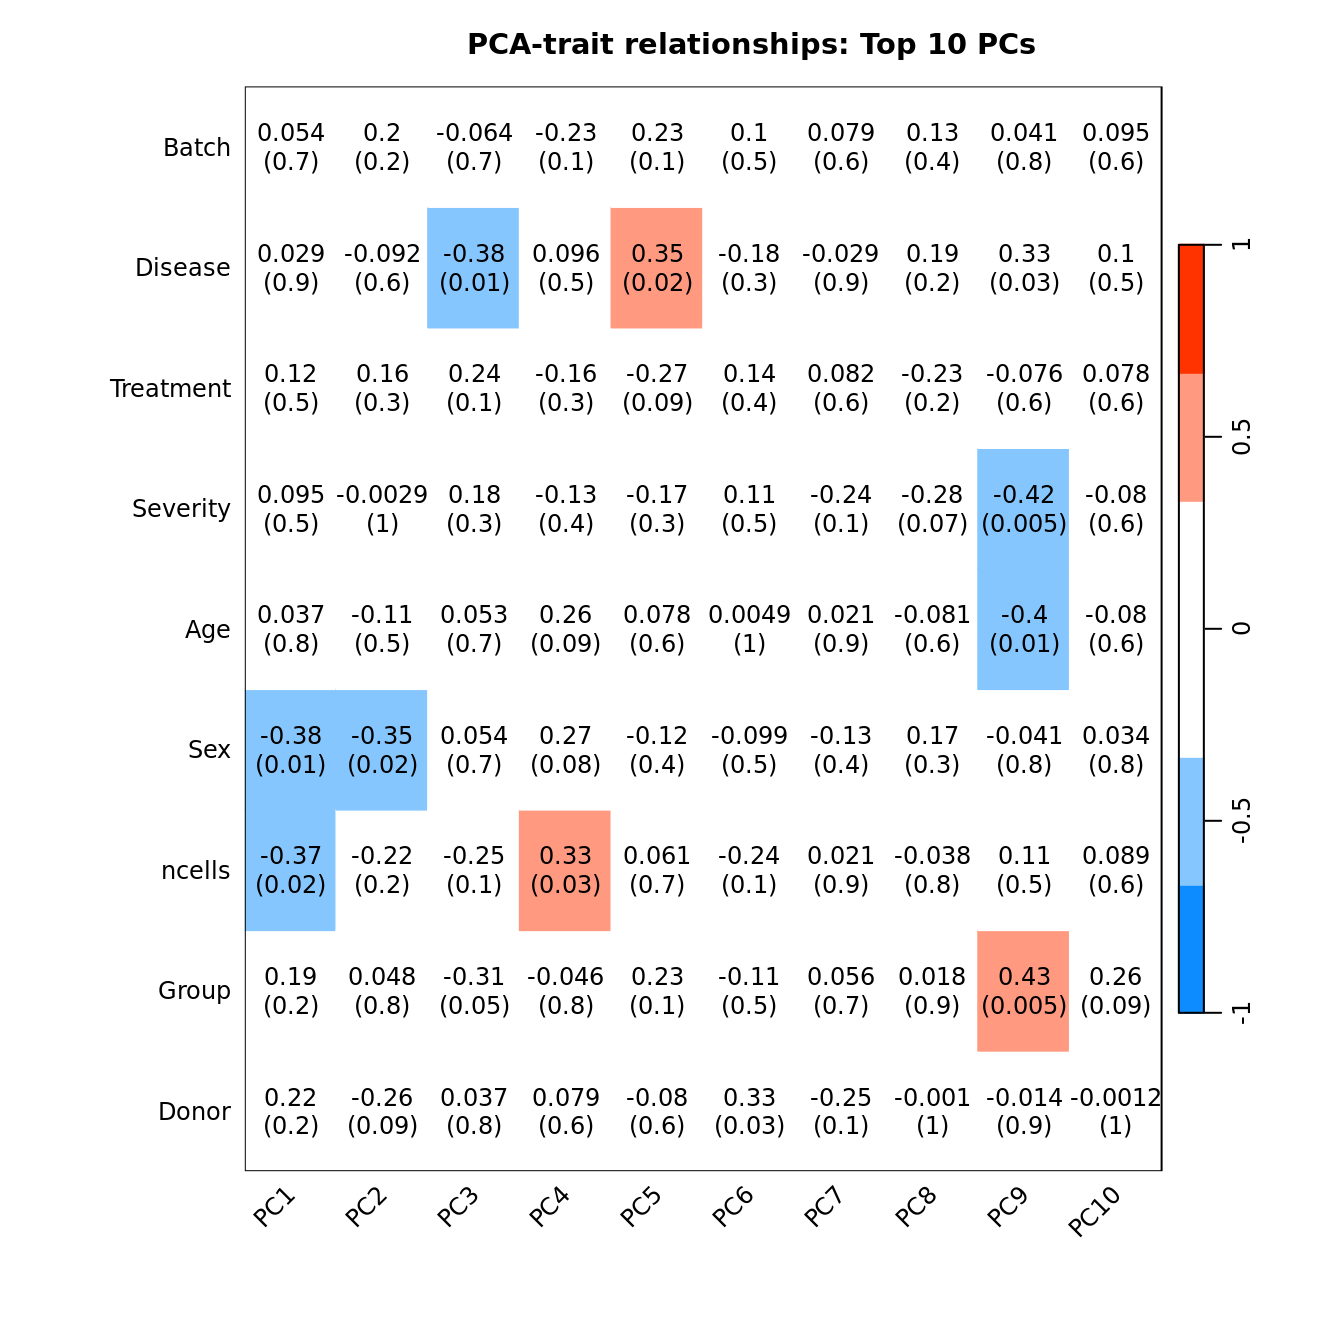 PCA-trait relationships: Top 10 PCs
Batch 0.054 0.2 -0.064 -0.23 0.23 0.1 0.079 0.13 0.041 0.095
(0.7) (0.2) (0.7) (0.1) (0.1) (0.5) (0.6) (0.4) (0.8) (0.6)
Disease 0.029 -0.092 -0.38 0.096 0.35 -0.18 -0.029 0.19 0.33 0.1
(0.9) (0.6) (0.01) (0.5) (0.02) (0.3) (0.9) (0.2) (0.03) (0.5)
Treatment 0.12 0.16 0.24 -0.16 -0.27 0.14 0.082 -0.23 -0.076 0.078
(0.5) (0.3) (0.1) (0.3) (0.09) (0.4) (0.6) (0.2) (0.6) (0.6)
Severity 0.095 -0.0029 0.18 -0.13 -0.17 0.11 -0.24 -0.28 -0.42 -0.08
(0.5) (1) (0.3) (0.4) (0.3) (0.5) (0.1) (0.07) (0.005) (0.6)
Age 0.037 -0.11 0.053 0.26 0.078 0.0049 0.021 -0.081 -0.4 -0.08
(0.8) (0.5) (0.7) (0.09) (0.6) (1) (0.9) (0.6) (0.01) (0.6)
Sex -0.38 -0.35 0.054 0.27 -0.12 -0.099 -0.13 0.17 -0.041 0.034
(0.01) (0.02) (0.7) (0.08) (0.4) (0.5) (0.4) (0.3) (0.8) (0.8)
ncells -0.37 -0.22 -0.25 0.33 0.061 -0.24 0.021 -0.038 0.11 0.089
(0.02) (0.2) (0.1) (0.03) (0.7) (0.1) (0.9) (0.8) (0.5) (0.6)
Group 0.19 0.048 -0.31 -0.046 0.23 -0.11 0.056 0.018 0.43 0.26
(0.2) (0.8) (0.05) (0.8) (0.1) (0.5) (0.7) (0.9) (0.005) (0.09)
Donor 0.22 -0.26 0.037 0.079 -0.08 0.33 -0.25 -0.001 -0.014 -0.0012
(0.2) (0.09) (0.8) (0.6) (0.6) (0.03) (0.1) (1) (0.9) (1)
PC1 PC2 PC3 PC4 PC5 PC6 PC7 PC8 PC9 PC10
1
0.5
0
-0.5
-1